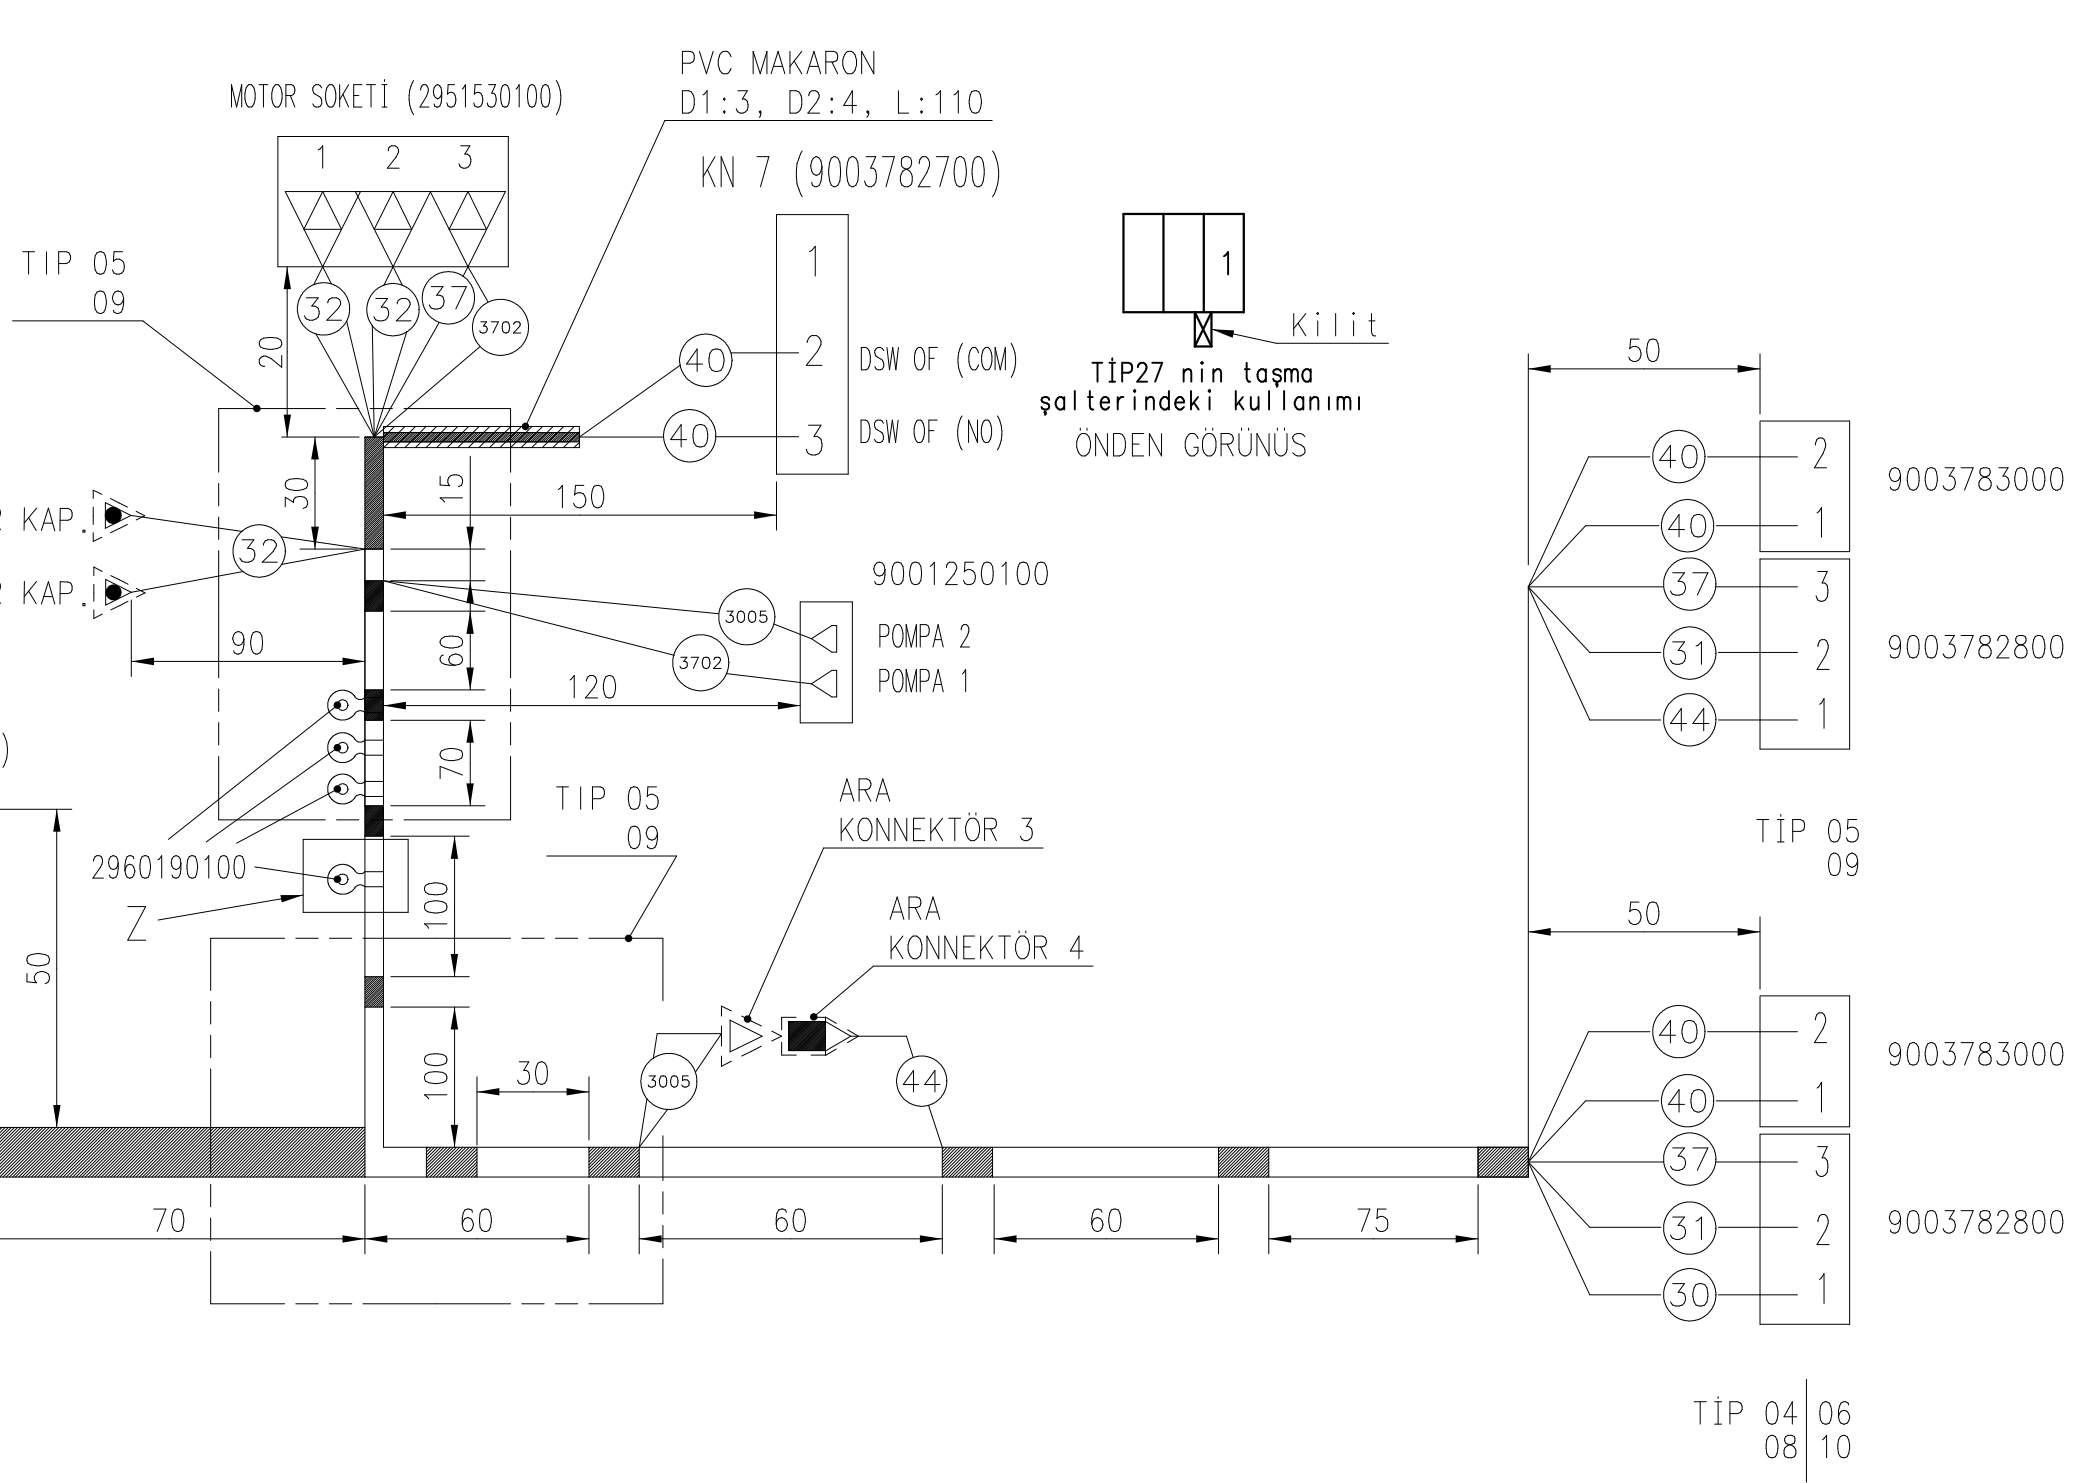 PVC MAKARON
D1:3, D2:4, L:110
MOTOR SOKETİ (2951530100)
1 2 3
KN 7 (9003782700)
1
2 DSW OF (COM)
3 DSW OF (NO)
TIP 05
09
32 32 37 3702
20
40
40
1
Kilit
TİP27 nin taşma
şalterindeki kullanımı
ÖNDEN GÖRÜNÜS
50
40 2
40 1
9003783000
37 3
31 2
44 1
9003782800
30
15
150
2 KAP.
32
2 KAP.
90
9001250100
3005 POMPA 2
3702 POMPA 1
60
120
70
)
TIP 05
09
ARA
KONNEKTÖR 3
TİP 05
09
2960190100
Z
100
ARA
KONNEKTÖR 4
50
50
40 2
40 1
9003783000
37 3
31 2
30 1
9003782800
100
30
3005
44
70
60
60
60
75
TİP 04 06
08 10